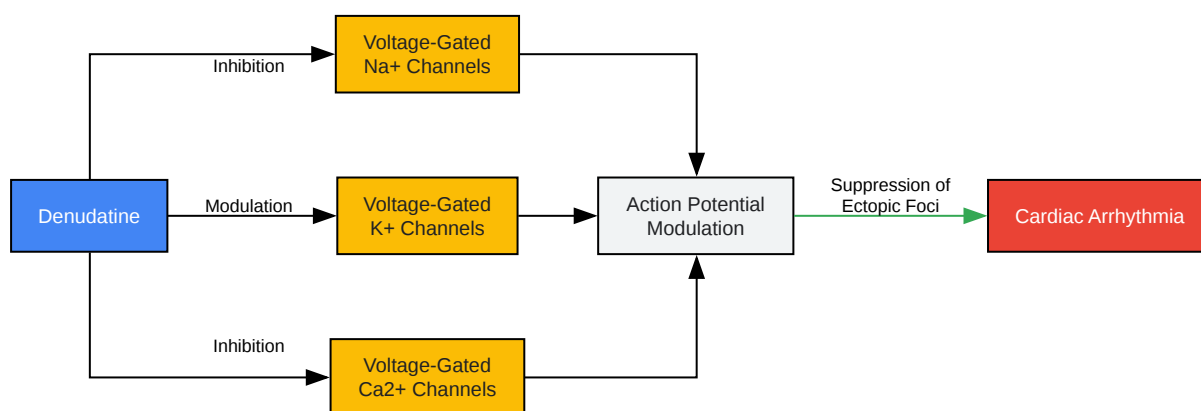 Voltage-Gated
Na+ Channels
Inhibition
Denudatine
Modulation
Voltage-Gated
K+ Channels
Action Potential
Modulation
Suppression of
Ectopic Foci
Cardiac Arrhythmia
Inhibition
Voltage-Gated
Ca2+ Channels